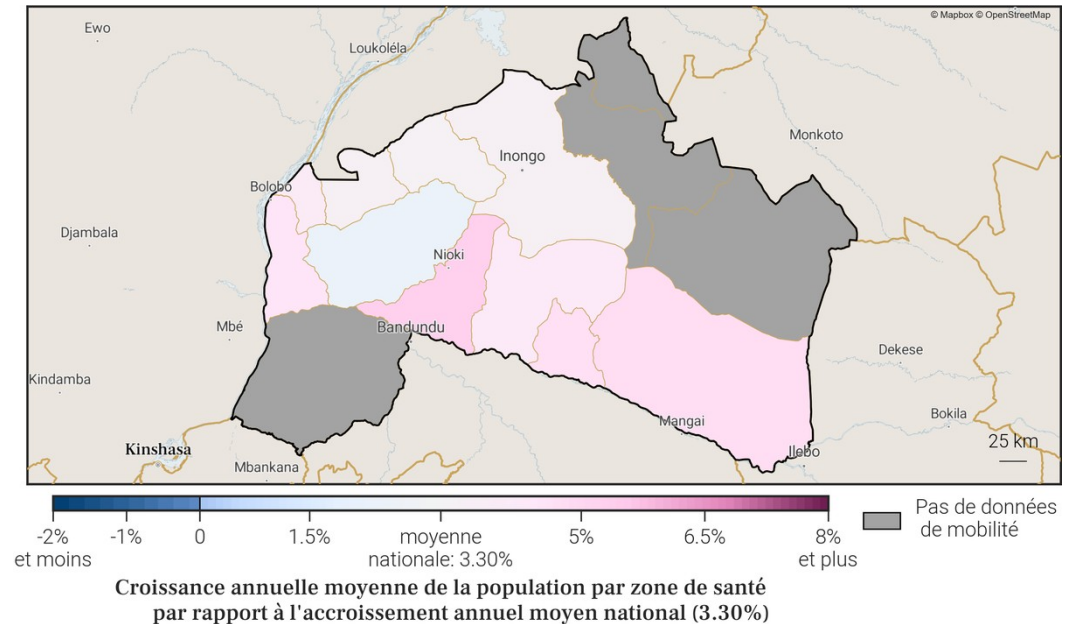 © Mapbox © OpenStreetMap
Ewo
Loukoléla
Monkoto
Inongo
Bolobo
Djambala
Nioki
Mbé
Bandundu
Dekese
Kindamba
Bokila
Mangai
25 km
Kinshasa
Ilebo
Mbankana
-2% -1% 0 1.5% moyenne 5% 6.5% 8%
et moins nationale: 3.30% et plus
Pas de données
de mobilité
Croissance annuelle moyenne de la population par zone de santé
par rapport à l'accroissement annuel moyen national (3.30%)